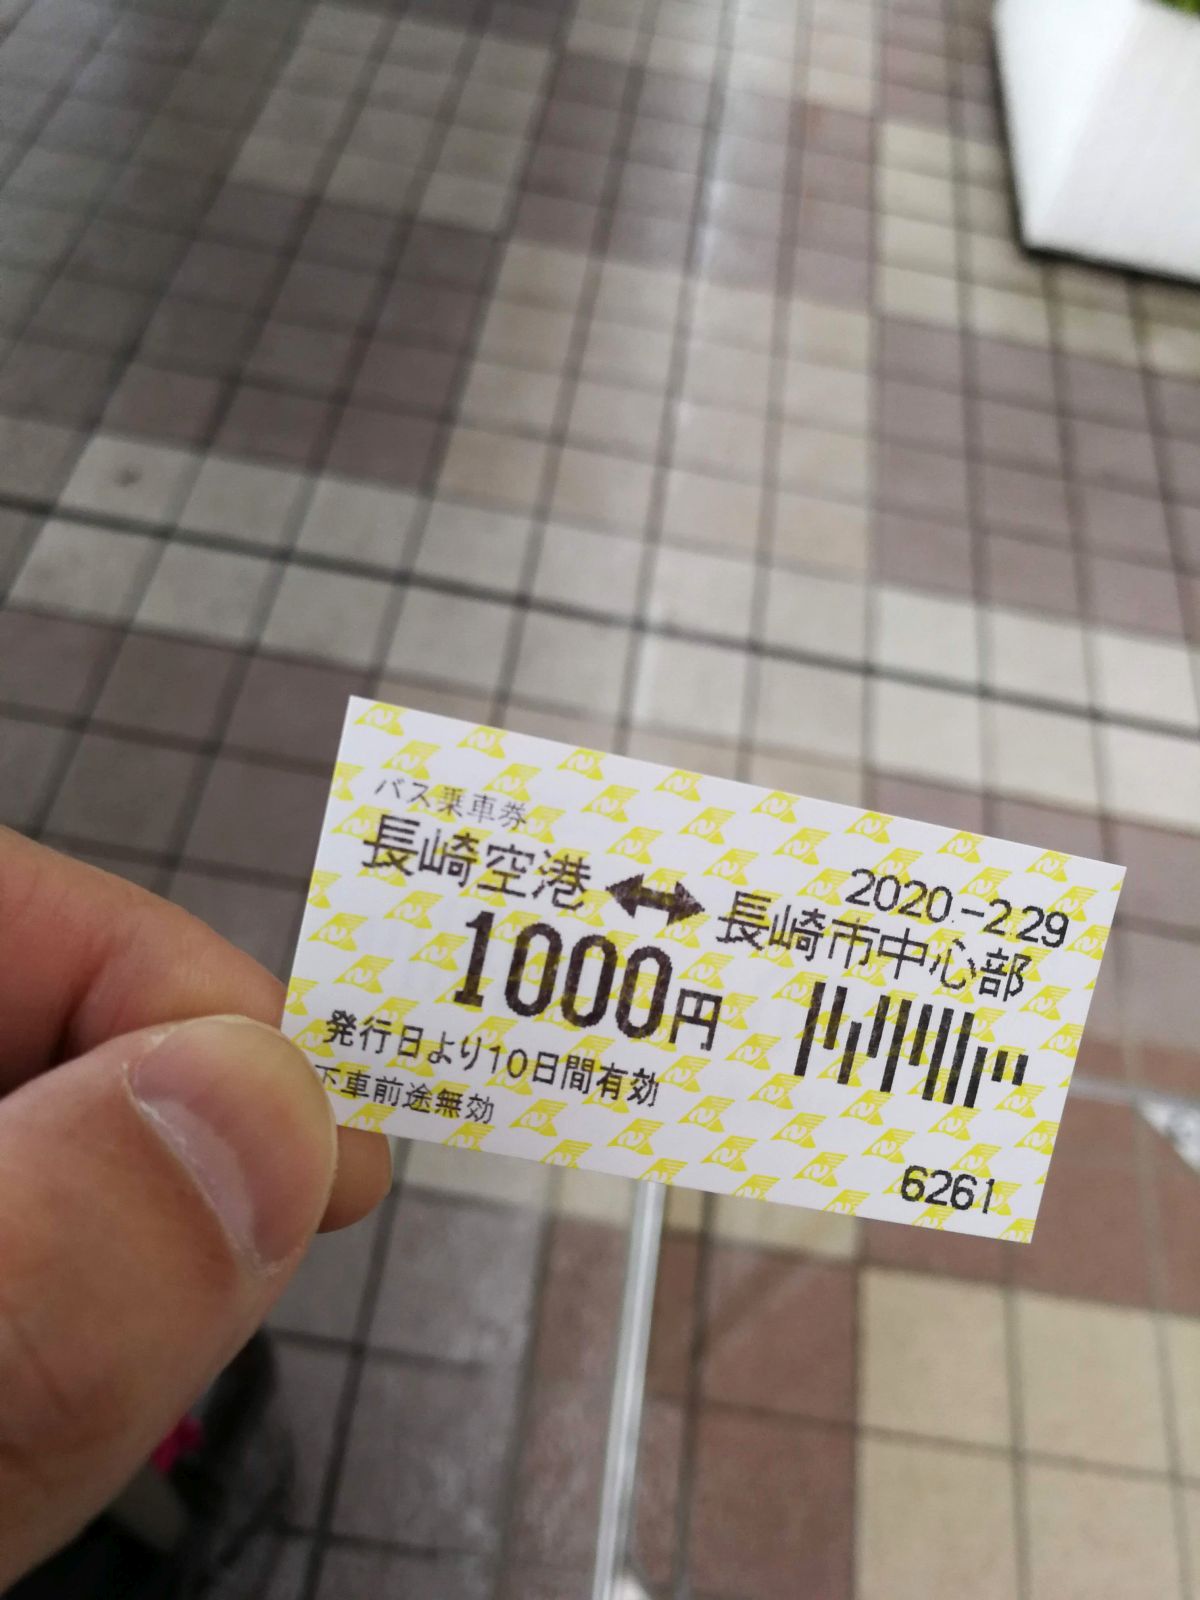 バス乗車券
2020.-2.29
長崎空港↔長崎市中心部
1000円
発行日より10日間有効
下車前途無効
6261